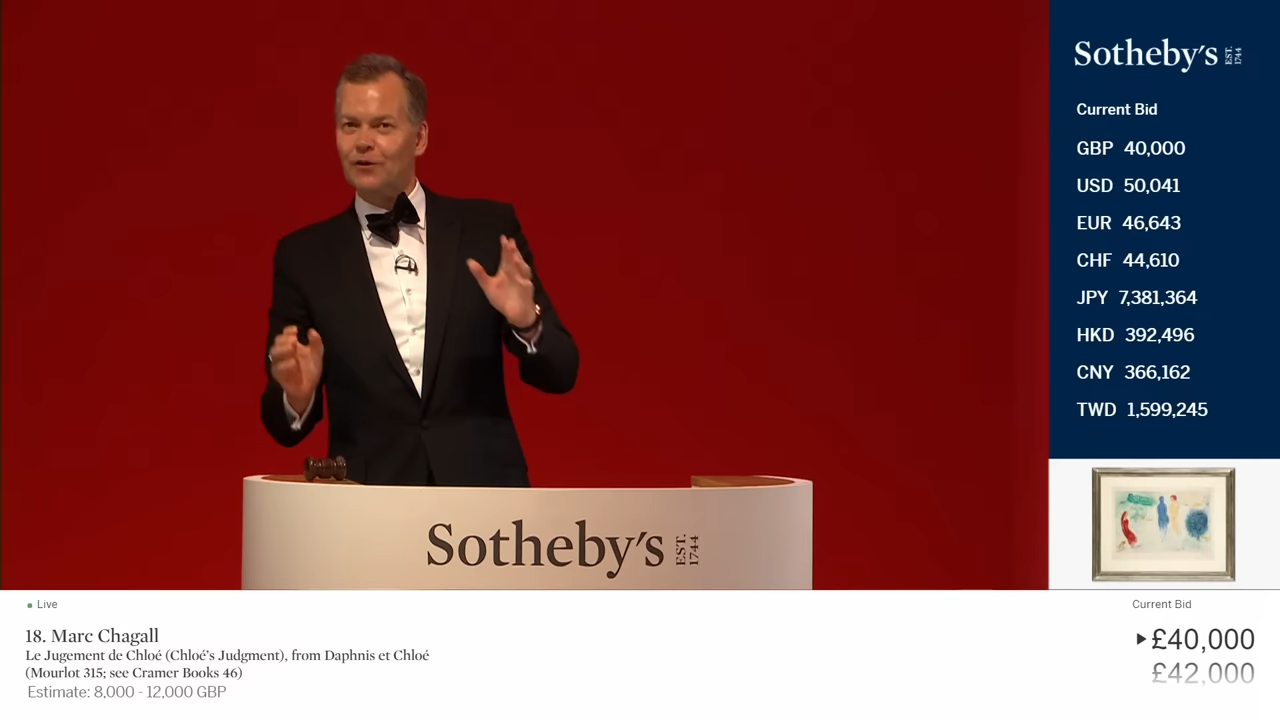 Sotheby's EST. 1744
Current Bid
GBP 40,000
USD 50,041
EUR 46,643
CHF 44,610
JPY 7,381,364
HKD 392,496
CNY 366,162
TWD 1,599,245
Sotheby's EST. 1744
Live
18. Marc Chagall
Le Jugement de Chloé (Chloé's Judgment), from Daphnis et Chloé
(Mourlot 315; see Cramer Books 46)
Estimate: 8,000 - 12,000 GBP
Current Bid
£40,000
£42,000